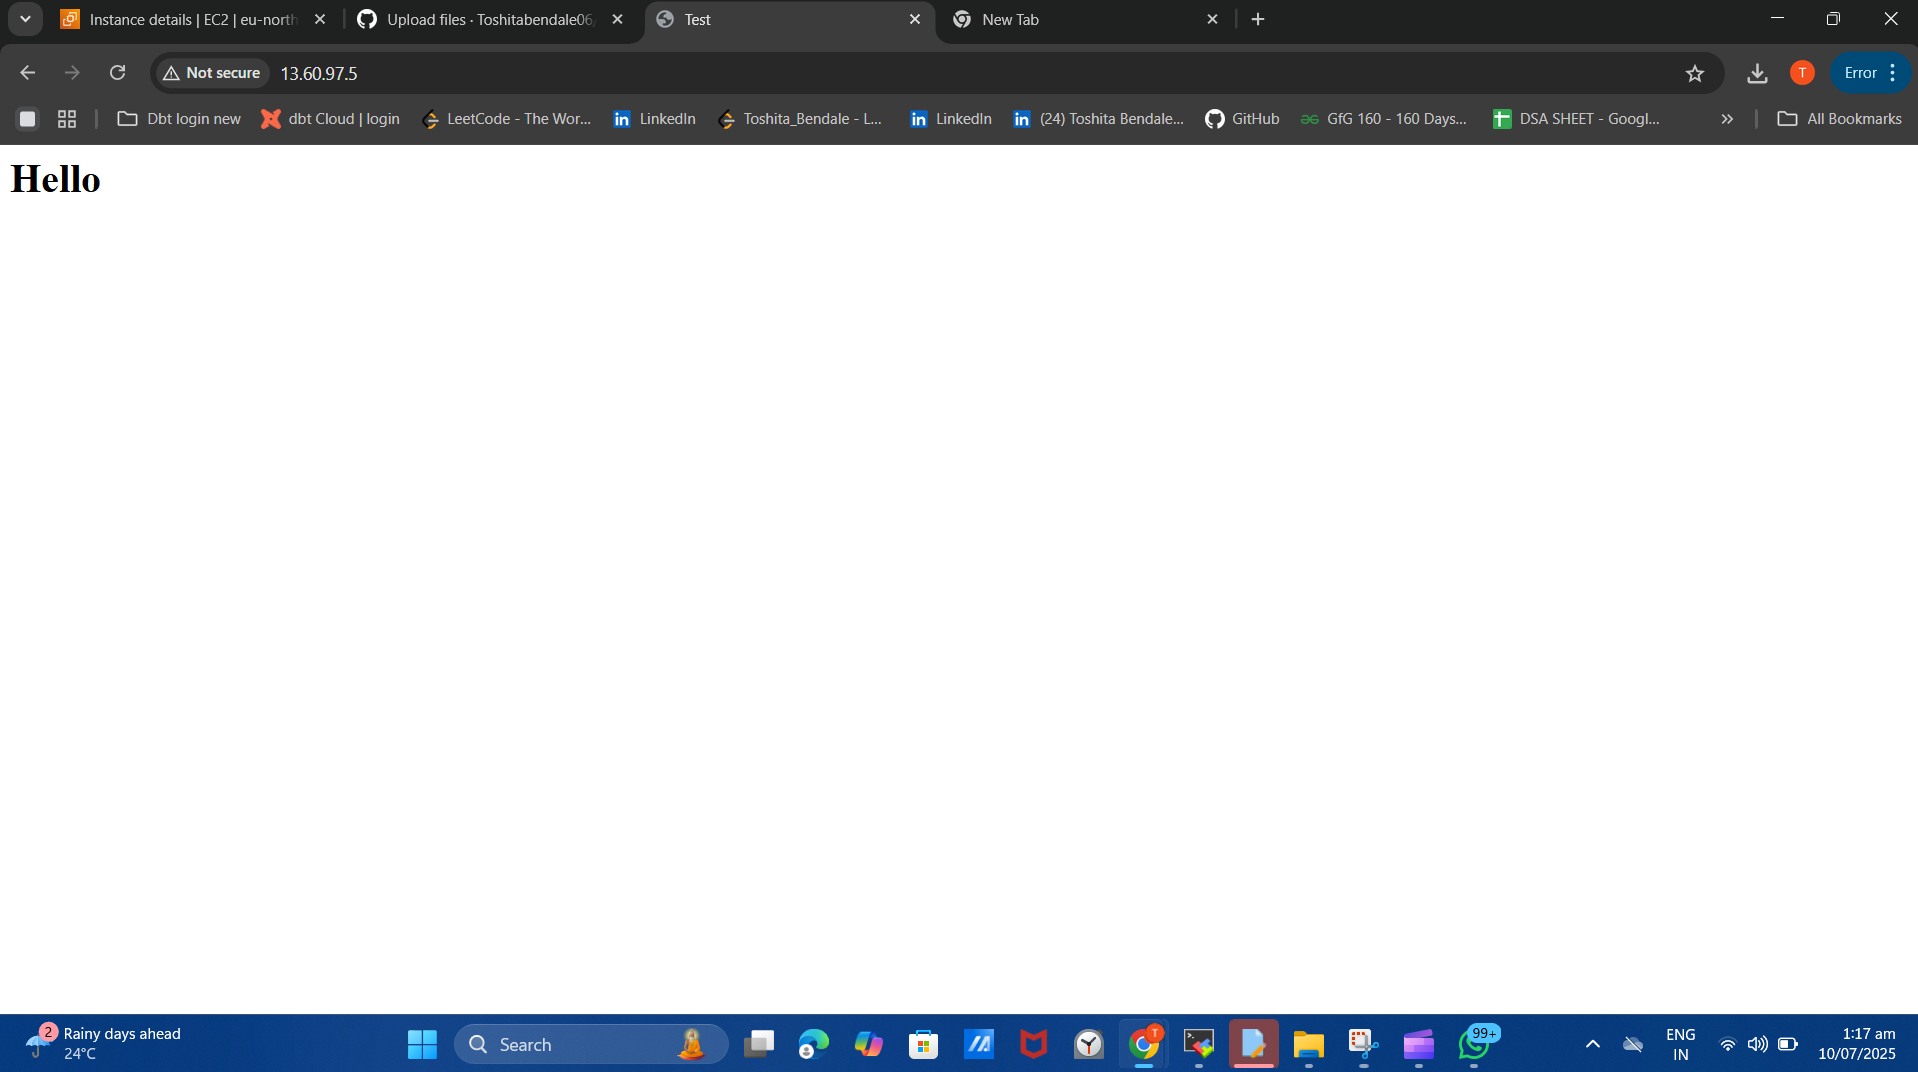 Instance details | EC2 | eu-north
Upload files · Toshitabendale06/
Test
New Tab
Not secure
13.60.97.5
T
Error
Dbt login new
dbt Cloud | login
LeetCode - The Wor...
LinkedIn
Toshita_Bendale - L...
LinkedIn
(24) Toshita Bendale...
GitHub
GfG 160 - 160 Days...
DSA SHEET - Googl...
All Bookmarks
Hello
2
Rainy days ahead
24°C
Search
T
99+
ENG
IN
1:17 am
10/07/2025